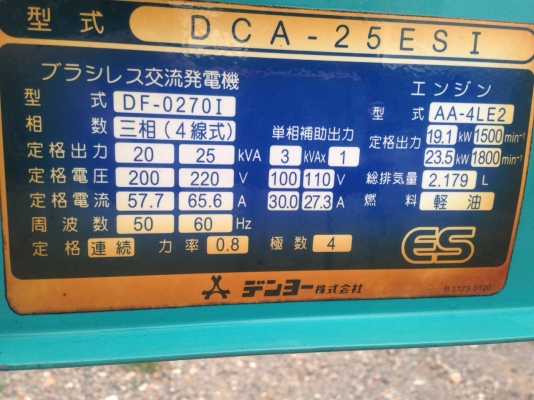 型式 DCA-25ESI
ブラシレス交流発電機
型式 DF-0270I
相数 三相(4線式)
定格出力 20 25 kVA
定格電圧 200 220 V
定格電流 57.7 65.6 A
周波数 50 60 Hz
定格 連続 力率 0.8 極数 4
単相補助出力
3 kVAx 1
100 110 V
30.0 27.3 A
エンジン
型式 AA-4LE2
定格出力 19.1 kW 1500 min⁻¹
23.5 kW 1800 min⁻¹
総排気量 2.179 L
燃料 軽油
ES
デンヨー株式会社
B 1123 0120